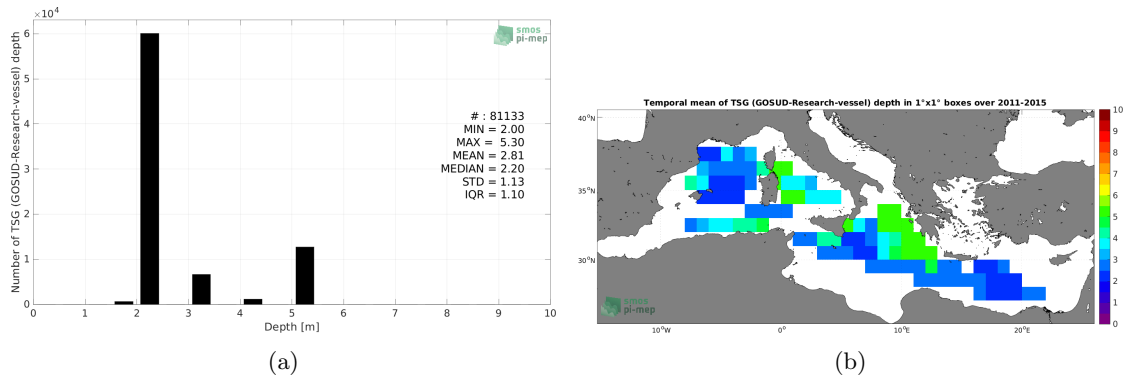 ×10⁴
6
5
4
3
2
1
0
Number of TSG (GOSUD-Research-vessel) depth
smos
pi-mep
# : 81133
MIN = 2.00
MAX = 5.30
MEAN = 2.81
MEDIAN = 2.20
STD = 1.13
IQR = 1.10
0 1 2 3 4 5 6 7 8 9 10
Depth [m]
(a)
Temporal mean of TSG (GOSUD-Research-vessel) depth in 1°x1° boxes over 2011-2015
40°N
35°N
30°N
10°W 0° 10°E 20°E
10
9
8
7
6
5
4
3
2
1
0
smos
pi-mep
(b)